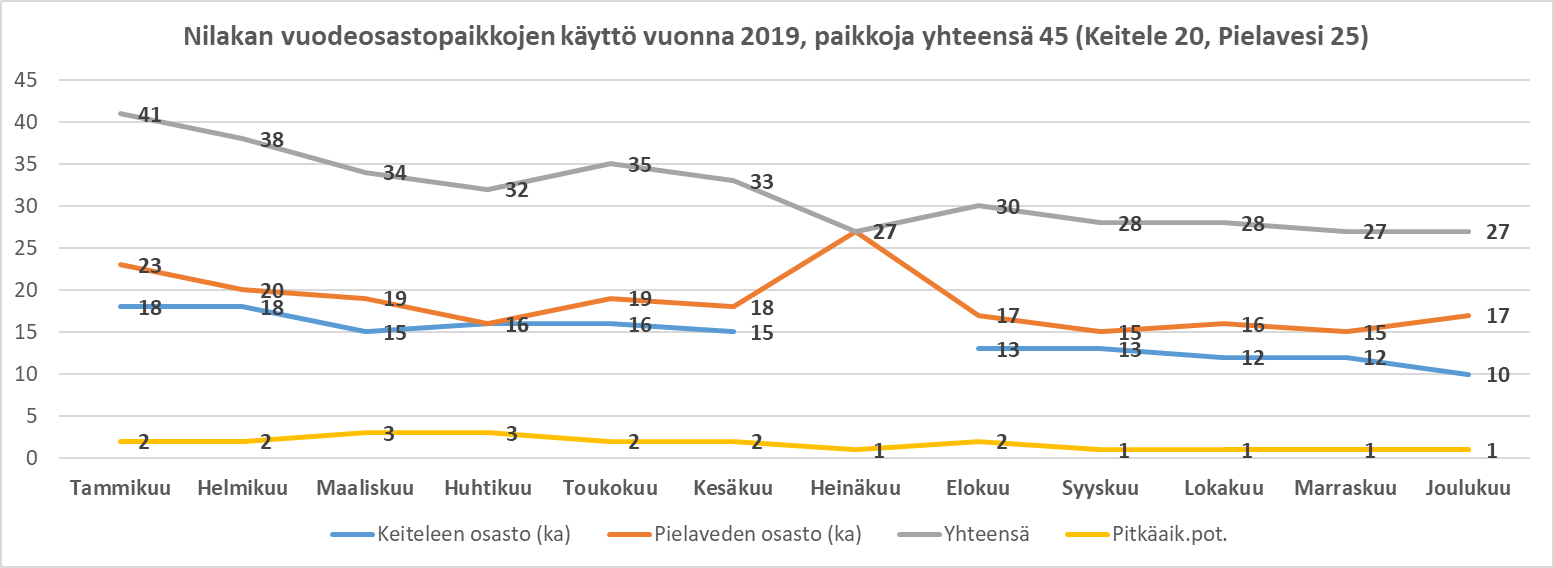 Nilakan vuodeosastopaikkojen käyttö vuonna 2019, paikkoja yhteensä 45 (Keitele 20, Pielavesi 25)
45
40
35
30
25
20
15
10
5
0
41 38 34 32 35 33 27 30 28 28 27 27
23 20 19 16 19 18 17 15 16 15 17
18 18 15 16 15 13 13 12 12 10
2 2 3 3 2 2 1 2 1 1 1 1
Tammikuu Helmikuu Maaliskuu Huhtikuu Toukokuu Kesäkuu Heinäkuu Elokuu Syyskuu Lokakuu Marraskuu Joulukuu
Keiteleen osasto (ka) Pielaveden osasto (ka) Yhteensä Pitkäaik.pot.